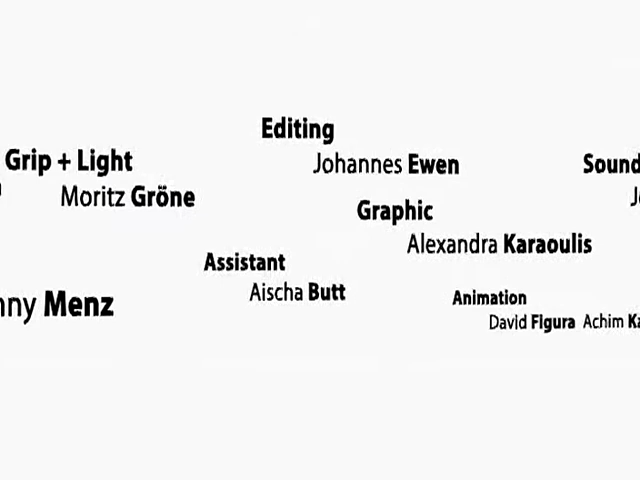 Editing
Grip + Light
Johannes Ewen
Sound
Moritz Gröne
Graphic
Alexandra Karaoulis
Assistant
Aischa Butt
Animation
Menz
David Figura Achim